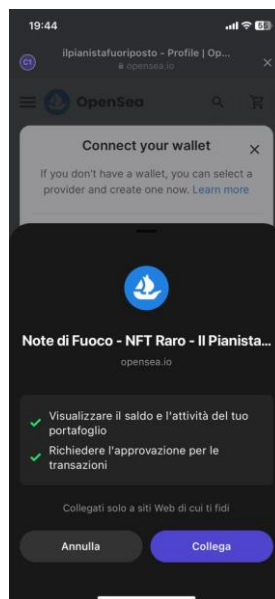 19:44
ilpianistafuoriposto - Profile | Op...
opensea.io
OpenSea
Connect your wallet
If you don't have a wallet, you can select a
provider and create one now. Learn more
Note di Fuoco - NFT Raro - Il Pianista...
opensea.io
Visualizzare il saldo e l'attività del tuo
portafoglio
Richiedere l'approvazione per le
transazioni
Collegati solo a siti Web di cui ti fidi
Annulla
Collega